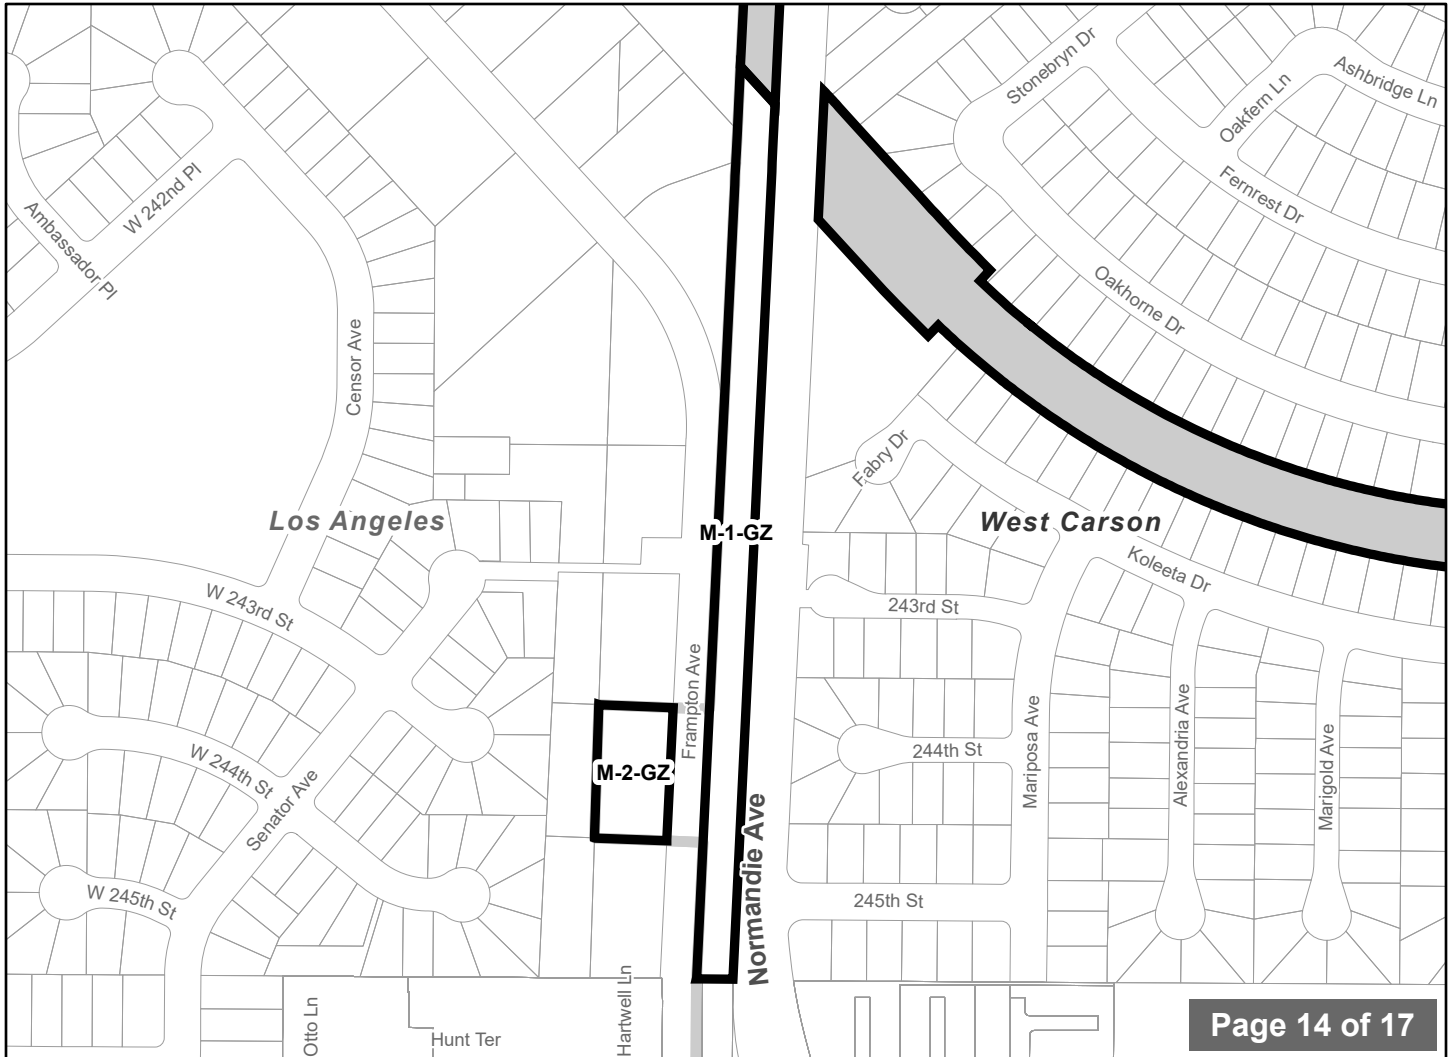 Stonebryn Dr
Ashbridge Ln
Oakfern Ln
W 242nd Pl
Fernrest Dr
Ambassador Pl
Oakhorne Dr
Censor Ave
Fabry Dr
Los Angeles
M-1-GZ
West Carson
Koleeta Dr
W 243rd St
243rd St
Frampton Ave
Mariposa Ave
Alexandria Ave
Marigold Ave
W 244th St
244th St
M-2-GZ
Senator Ave
Normandie Ave
W 245th St
245th St
Otto Ln
Hunt Ter
Hartwell Ln
Page 14 of 17